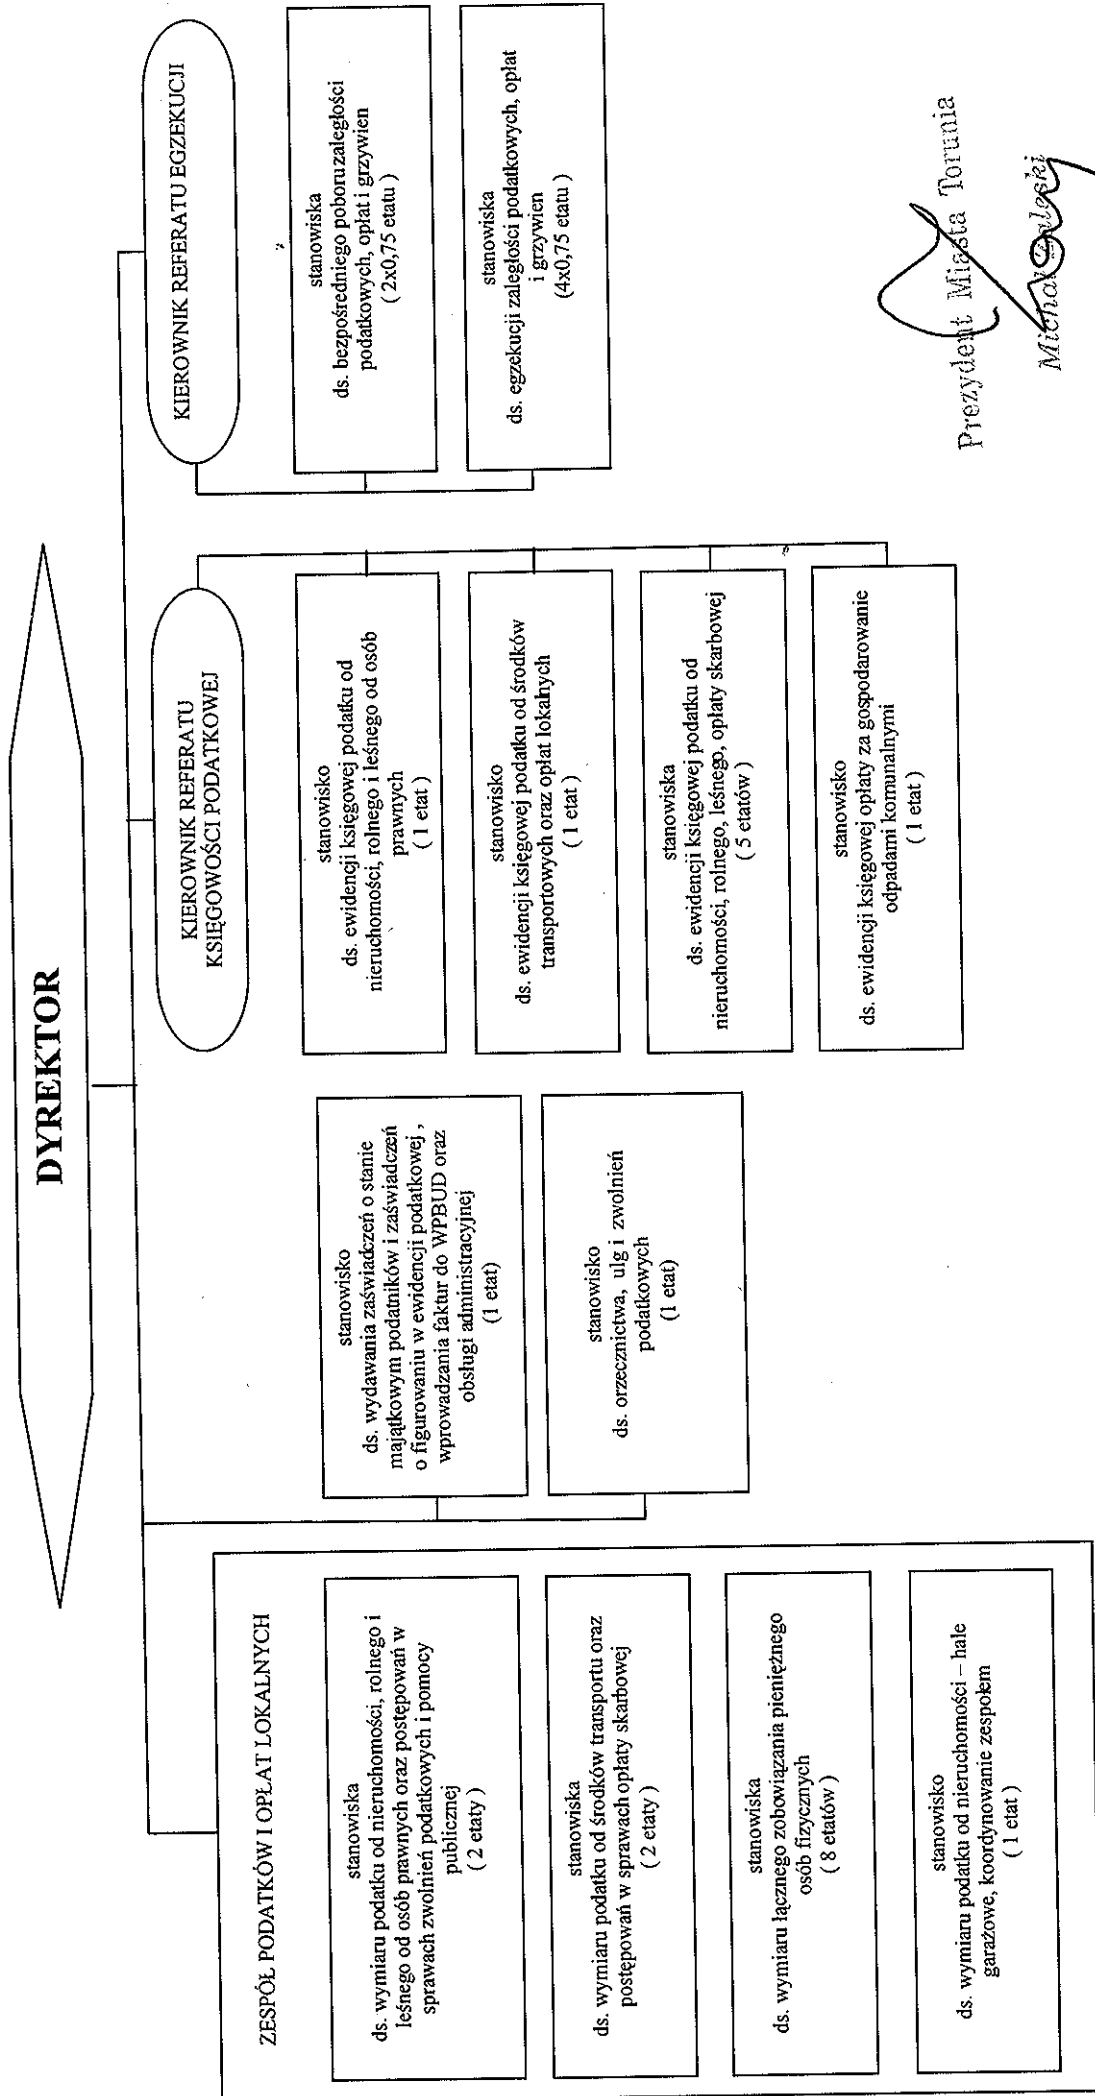 DYREKTOR
ZESPÓŁ PODATKÓW I OPŁAT LOKALNYCH
stanowiska
ds. wymiaru podatku od nieruchomości, rolnego i
leśnego od osób prawnych oraz postępowań w
sprawach zwolnień podatkowych i pomocy
publicznej
( 2 etaty )
stanowiska
ds. wymiaru podatku od środków transportu oraz
postępowań w sprawach opłaty skarbowej
( 2 etaty )
stanowiska
ds. wymiaru łącznego zobowiązania pieniężnego
osób fizycznych
( 8 etatów )
stanowisko
ds. wymiaru podatku od nieruchomości – hale
garażowe, koordynowanie zespołem
( 1 etat )
stanowisko
ds. wydawania zaświadczeń o stanie
majątkowym podatników i zaświadczeń
o figurowaniu w ewidencji podatkowej ,
wprowadzania faktur do WPBUD oraz
obsługi administracyjnej
(1 etat)
stanowisko
ds. orzecznictwa, ulg i zwolnień
podatkowych
(1 etat)
KIEROWNIK REFERATU
KSIĘGOWOŚCI PODATKOWEJ
stanowisko
ds. ewidencji księgowej podatku od
nieruchomości, rolnego i leśnego od osób
prawnych
( 1 etat )
stanowisko
ds. ewidencji księgowej podatku od środków
transportowych oraz opłat lokalnych
( 1 etat )
stanowiska
ds. ewidencji księgowej podatku od
nieruchomości, rolnego, leśnego, opłaty skarbowej
( 5 etatów )
stanowisko
ds. ewidencji księgowej opłaty za gospodarowanie
odpadami komunalnymi
( 1 etat )
KIEROWNIK REFERATU EGZEKUCJI
stanowiska
ds. bezpośredniego poboru zaległości
podatkowych, opłat i grzywien
( 2x0,75 etatu )
stanowiska
ds. egzekucji zaległości podatkowych, opłat
i grzywien
(4x0,75 etatu )
Prezydent Miasta Torunia
Michał Zaleski